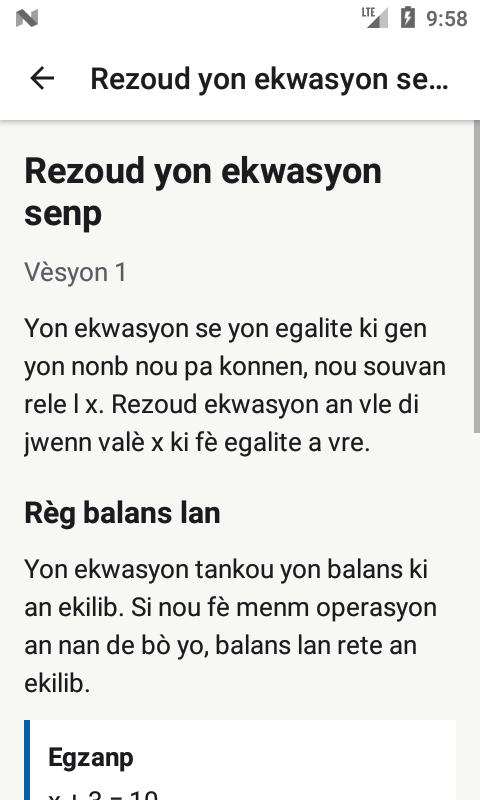 LTE 9:58
Rezoud yon ekwasyon se...
Rezoud yon ekwasyon
senp
Vèsyon 1
Yon ekwasyon se yon egalite ki gen
yon nonb nou pa konnen, nou souvan
rele l x. Rezoud ekwasyon an vle di
jwenn valè x ki fè egalite a vre.
Règ balans lan
Yon ekwasyon tankou yon balans ki
an ekilib. Si nou fè menm operasyon
an nan de bò yo, balans lan rete an
ekilib.
Egzanp
x + 3 = 10